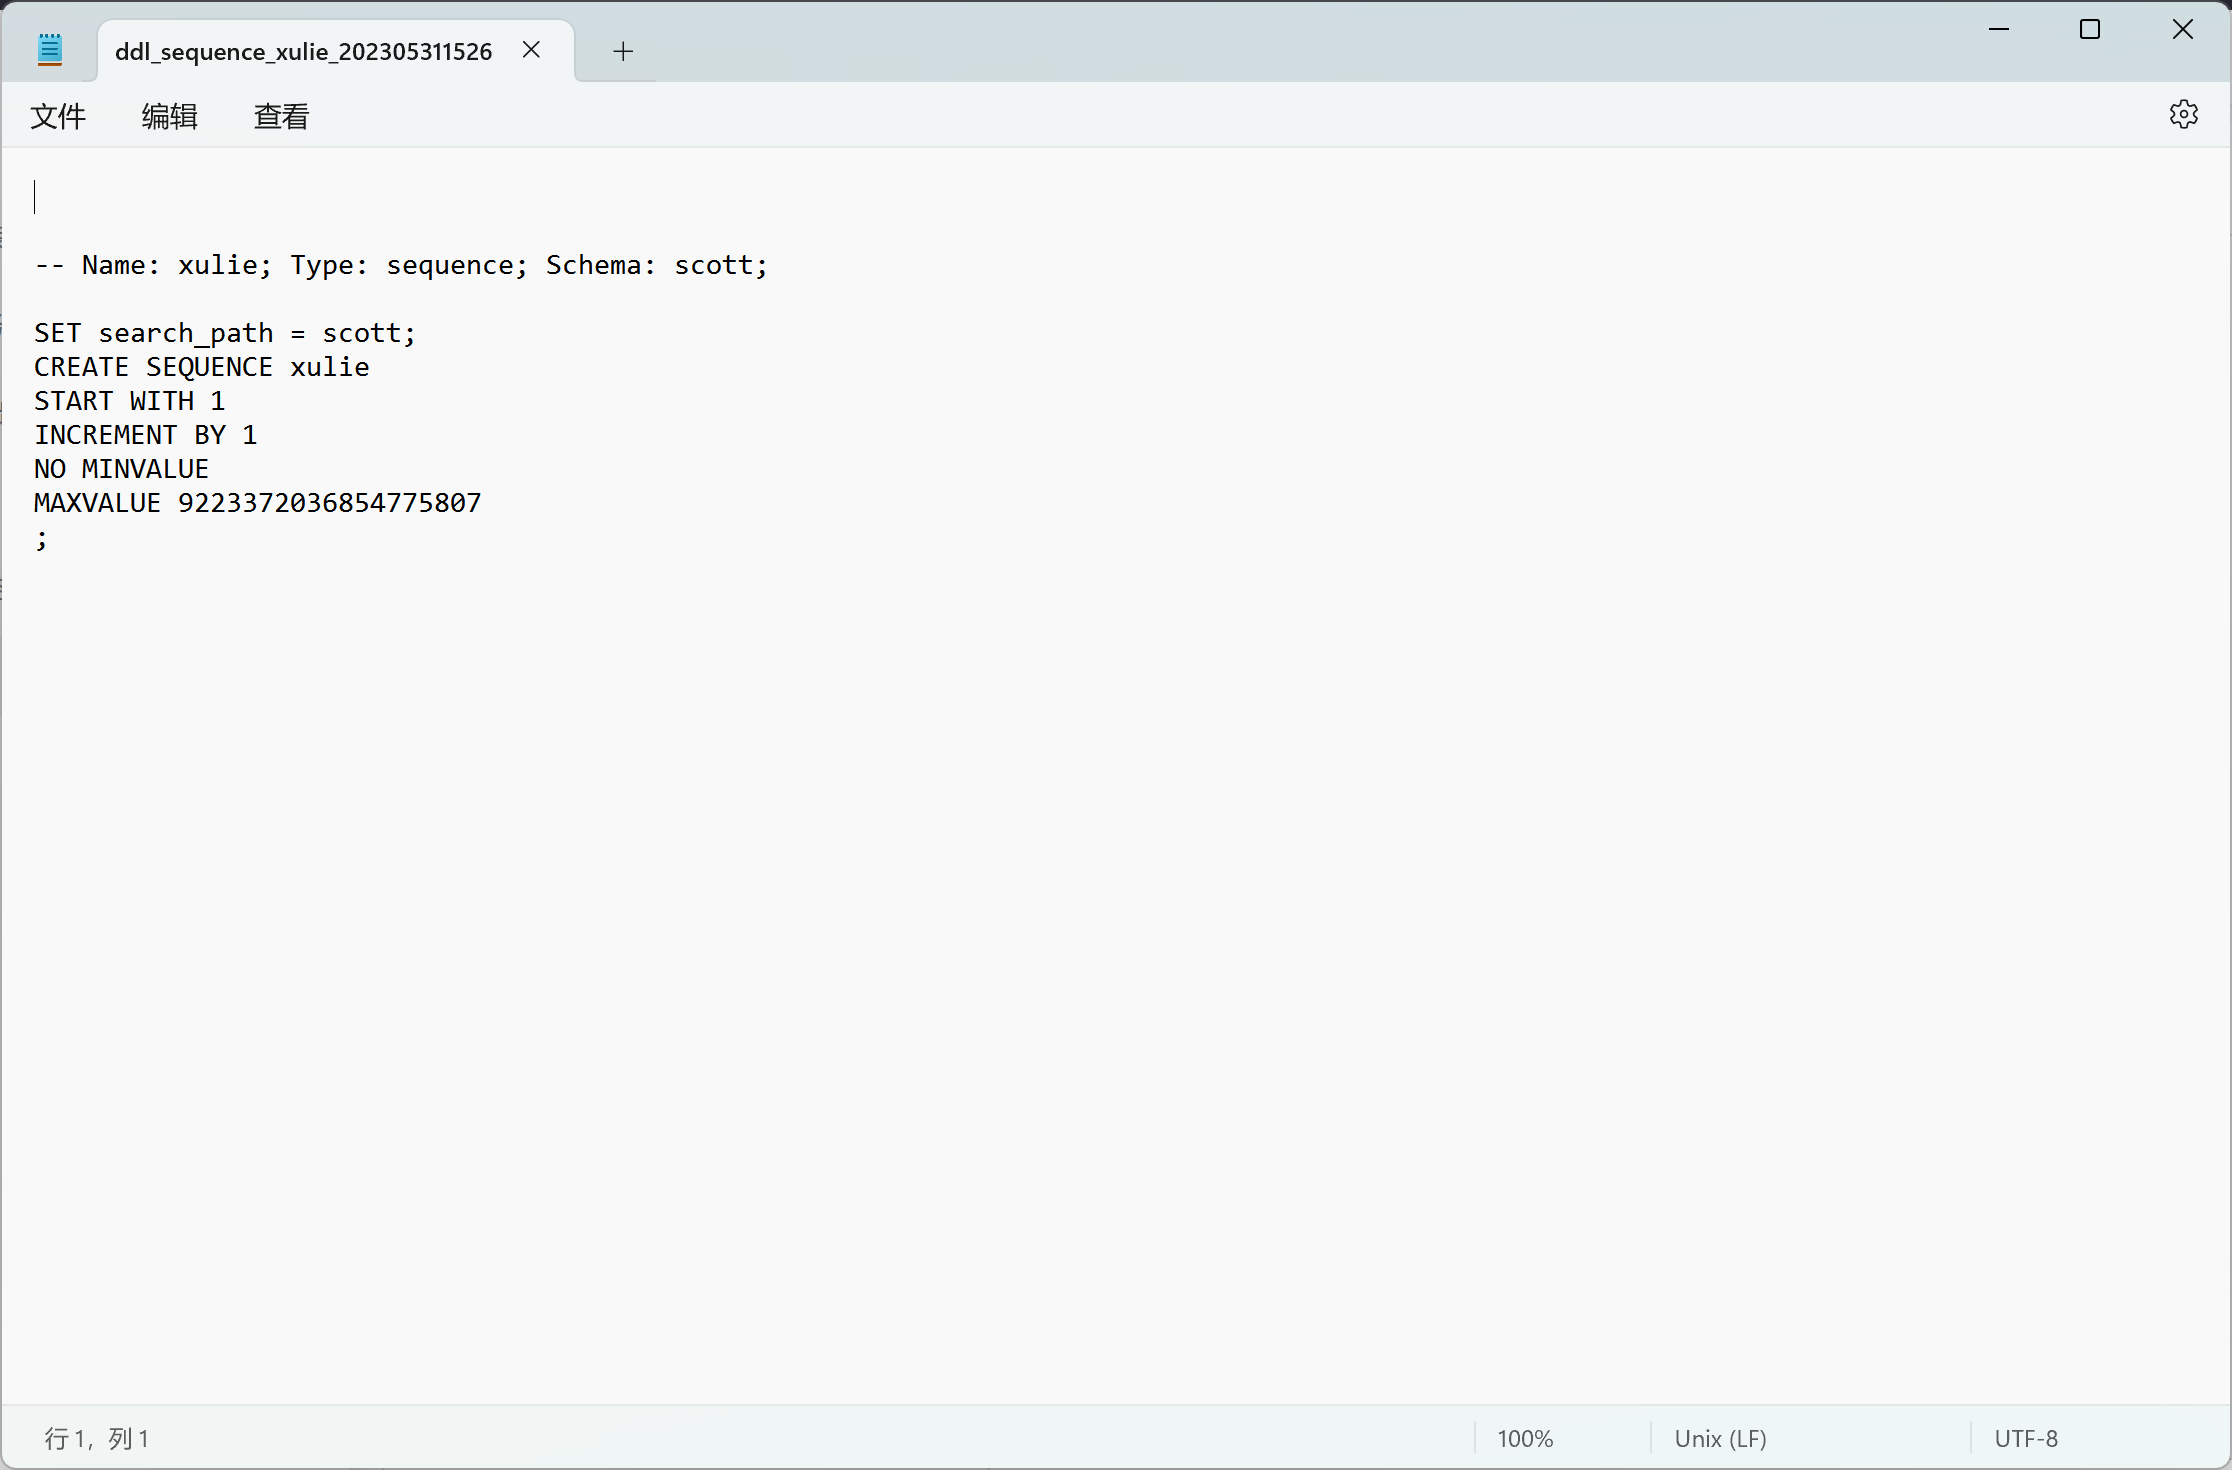 ddl_sequence_xulie_202305311526
文件 编辑 查看
-- Name: xulie; Type: sequence; Schema: scott;
SET search_path = scott;
CREATE SEQUENCE xulie
START WITH 1
INCREMENT BY 1
NO MINVALUE
MAXVALUE 9223372036854775807
;
行 1, 列 1 100% Unix (LF) UTF-8